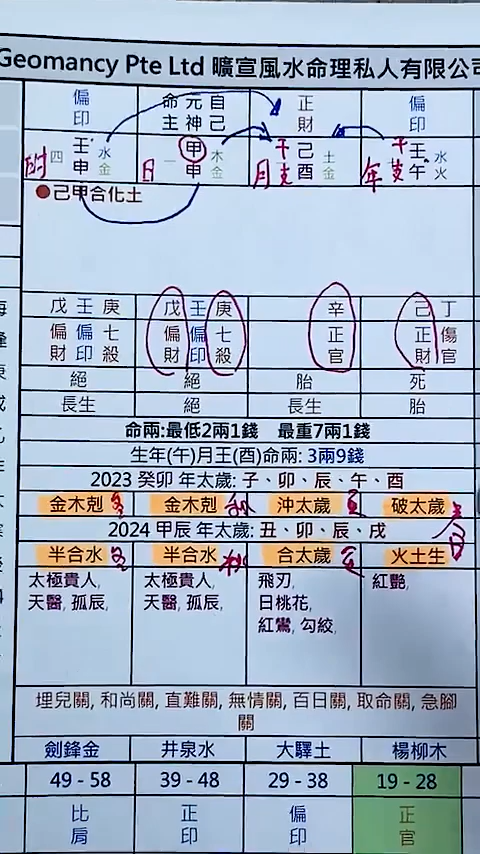 Geomancy Pte Ltd 曠宣風水命理私人有限公司
偏印 命主 元神 自己 正財 偏印
時 四 壬申 水金 日 一 甲申 木金 月 干支 己酉 土金 年 干支 壬午 水火
己甲合化土
戊 壬 庚 戊 壬 庚 辛 己 丁
偏財 偏印 七殺 偏財 偏印 七殺 正官 正財 傷官
絕 絕 胎 死
長生 絕 長生 胎
命兩:最低2兩1錢 最重7兩1錢
生年(午)月王(酉)命兩: 3兩9錢
2023 癸卯 年太歲: 子、卯、辰、午、酉
金木剋 冬 金木剋 秋 沖太歲 夏 破太歲 春
2024 甲辰 年太歲: 丑、卯、辰、戌
半合水 冬 半合水 秋 合太歲 夏 火土生
太極貴人, 太極貴人, 飛刃, 紅艷,
天醫, 孤辰, 天醫, 孤辰, 日桃花,
紅鸞, 勾絞,
埋兒關, 和尚關, 直難關, 無情關, 百日關, 取命關, 急腳
關
劍鋒金 井泉水 大驛土 楊柳木
49 - 58 39 - 48 29 - 38 19 - 28
比肩 正印 偏印 正官